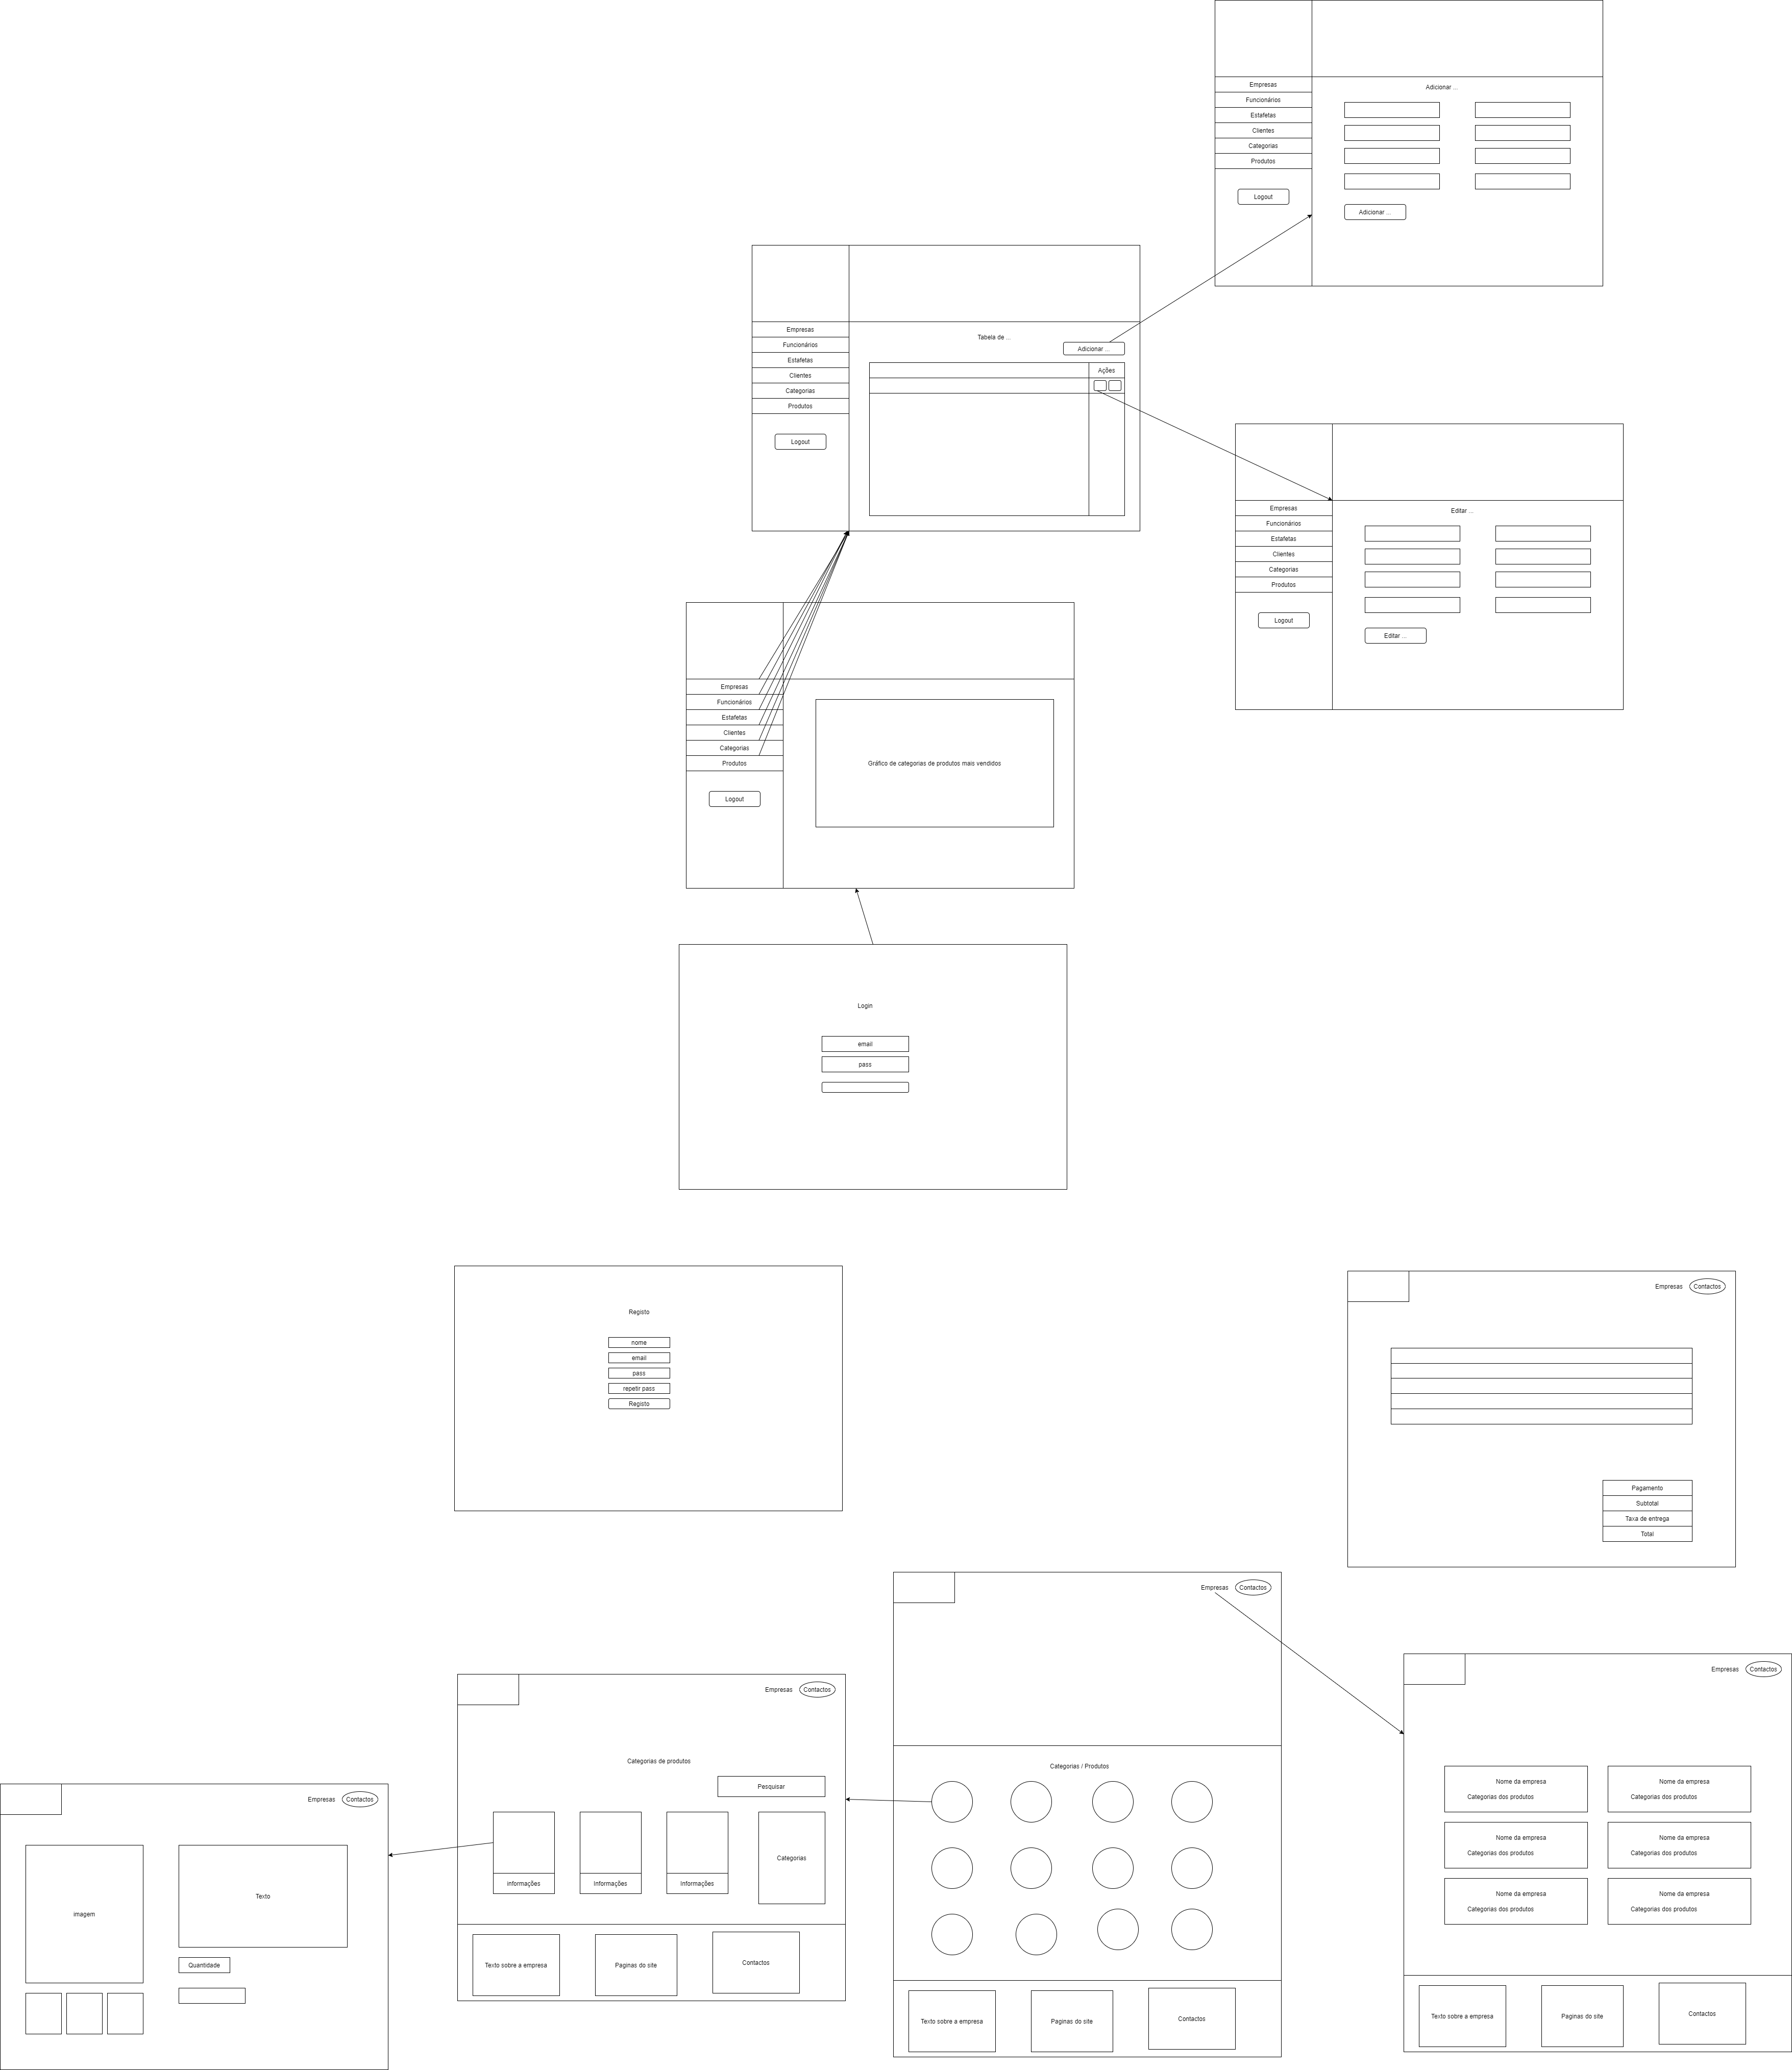 Empresas
Funcionários
Estafetas
Clientes
Categorias
Produtos
Logout
Adicionar ...
Adicionar ...
Empresas
Funcionários
Estafetas
Clientes
Categorias
Produtos
Logout
Tabela de ...
Adicionar ...
Ações
Empresas
Funcionários
Estafetas
Clientes
Categorias
Produtos
Logout
Editar ...
Editar ...
Empresas
Funcionários
Estafetas
Clientes
Categorias
Produtos
Logout
Gráfico de categorias de produtos mais vendidos
Login
email
pass
Registo
nome
email
pass
repetir pass
Registo
Empresas
Contactos
Pagamento
Subtotal
Taxa de entrega
Total
Empresas
Contactos
Categorias / Produtos
Texto sobre a empresa
Paginas do site
Contactos
Empresas
Contactos
Nome da empresa
Categorias dos produtos
Nome da empresa
Categorias dos produtos
Nome da empresa
Categorias dos produtos
Nome da empresa
Categorias dos produtos
Nome da empresa
Categorias dos produtos
Nome da empresa
Categorias dos produtos
Texto sobre a empresa
Paginas do site
Contactos
Empresas
Contactos
Categorias de produtos
Pesquisar
informações
Informações
Informações
Categorias
Texto sobre a empresa
Paginas do site
Contactos
Empresas
Contactos
imagem
Texto
Quantidade